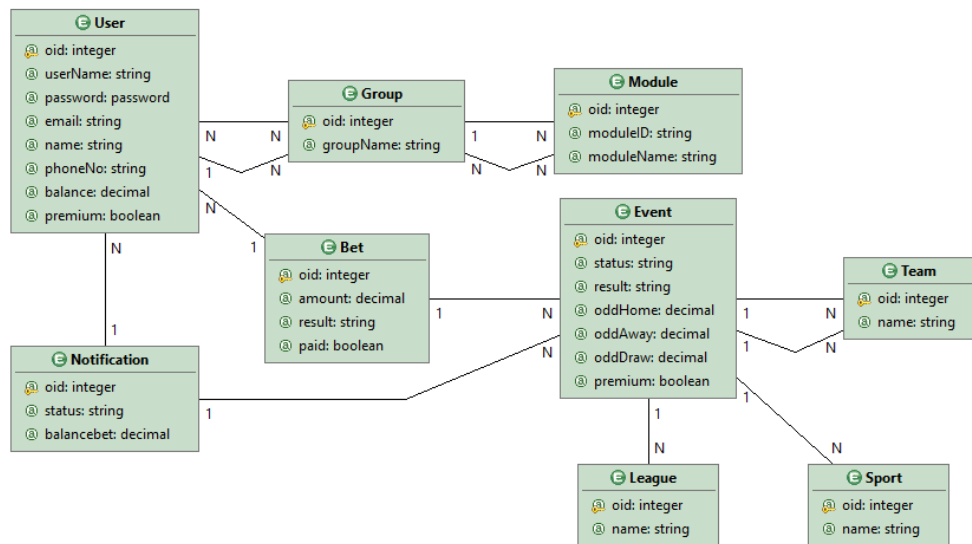 User
oid: integer
userName: string
password: password
email: string
name: string
phoneNo: string
balance: decimal
premium: boolean
N
N
1
N
N
1
N
1
Group
oid: integer
groupName: string
1
N
N
N
Module
oid: integer
moduleID: string
moduleName: string
Bet
oid: integer
amount: decimal
result: string
paid: boolean
1
N
Event
oid: integer
status: string
result: string
oddHome: decimal
oddAway: decimal
oddDraw: decimal
premium: boolean
1
N
1
N
Team
oid: integer
name: string
Notification
oid: integer
status: string
balancebet: decimal
1
N
1
N
1
N
League
oid: integer
name: string
Sport
oid: integer
name: string